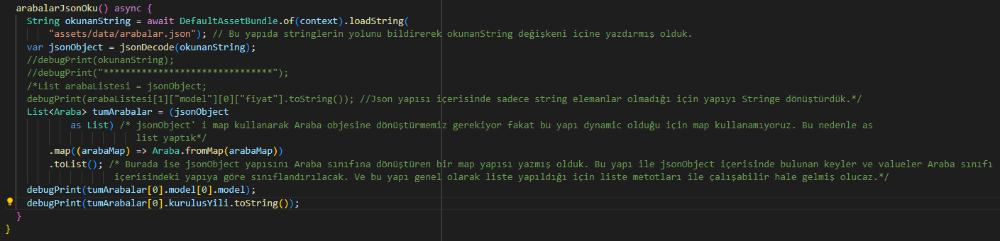 arabalarJsonOku() async {
String okunanString = await DefaultAssetBundle.of(context).loadString(
"assets/data/arabalar.json"); // Bu yapıda stringlerin yolunu bildirerek okunanString değişkeni içine yazdırmış olduk.
var jsonObject = jsonDecode(okunanString);
//debugPrint(okunanString);
//debugPrint("*******************************");
/*List arabaListesi = jsonObject;
debugPrint(arabaListesi[1]["model"][0]["fiyat"].toString()); //Json yapısı içerisinde sadece string elemanlar olmadığı için yapıyı Stringe dönüştürdük.*/
List<Araba> tumArabalar = (jsonObject
as List) /* jsonObject' i map kullanarak Araba objesine dönüştürmemiz gerekiyor fakat bu yapı dynamic olduğu için map kullanamıyoruz. Bu nedenle as
list yaptık*/
.map((arabaMap) => Araba.fromMap(arabaMap))
.toList(); /* Burada ise jsonObject yapısını Araba sınıfına dönüştüren bir map yapısı yazmış olduk. Bu yapı ile jsonObject içerisinde bulunan keyler ve valueler Araba sınıfı
içerisindeki yapıya göre sınıflandırılacak. Ve bu yapı genel olarak liste yapıldığı için liste metotları ile çalışabilir hale gelmiş olucaz.*/
debugPrint(tumArabalar[0].model[0].model);
debugPrint(tumArabalar[0].kurulusYili.toString());
}
}